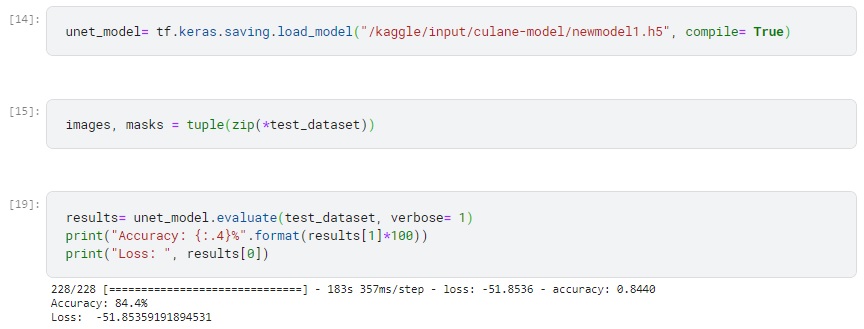 [14]:
unet_model= tf.keras.saving.load_model("/kaggle/input/culane-model/newmodel1.h5", compile= True)
[15]:
images, masks = tuple(zip(*test_dataset))
[19]:
results= unet_model.evaluate(test_dataset, verbose= 1)
print("Accuracy: {:.4}%".format(results[1]*100))
print("Loss: ", results[0])
228/228 [==============================] - 183s 357ms/step - loss: -51.8536 - accuracy: 0.8440
Accuracy: 84.4%
Loss:  -51.85359191894531